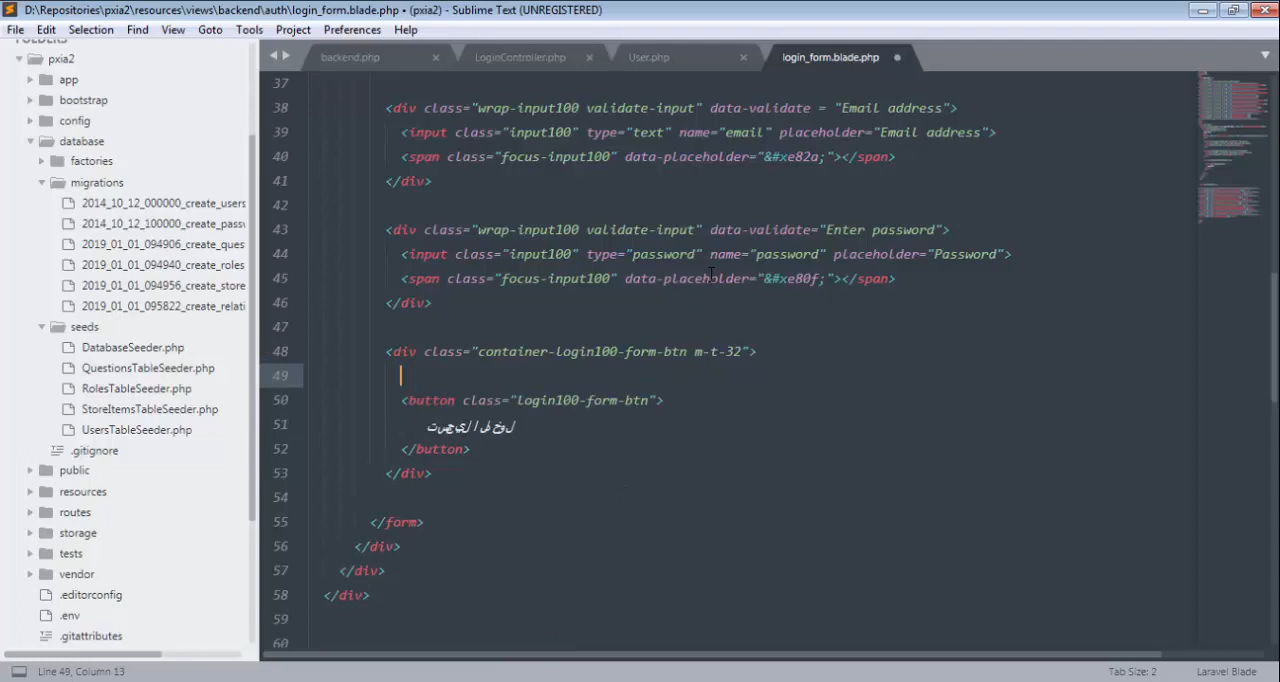 D:\Repositories\pxia2\resources\views\backend\auth\login_form.blade.php • (pxia2) - Sublime Text (UNREGISTERED)
File Edit Selection Find View Goto Tools Project Preferences Help
FOLDERS
pxia2
app
bootstrap
config
database
factories
migrations
2014_10_12_000000_create_users
2014_10_12_100000_create_pass
2019_01_01_094906_create_ques
2019_01_01_094940_create_roles
2019_01_01_094956_create_store
2019_01_01_095822_create_relati
seeds
DatabaseSeeder.php
QuestionsTableSeeder.php
RolesTableSeeder.php
StoreItemsTableSeeder.php
UsersTableSeeder.php
.gitignore
public
resources
routes
storage
tests
vendor
.editorconfig
.env
.gitattributes
backend.php LoginController.php User.php login_form.blade.php
37
38 <div class="wrap-input100 validate-input" data-validate = "Email address">
39 <input class="input100" type="text" name="email" placeholder="Email address">
40 <span class="focus-input100" data-placeholder="&#xe82a;"></span>
41 </div>
42
43 <div class="wrap-input100 validate-input" data-validate="Enter password">
44 <input class="input100" type="password" name="password" placeholder="Password">
45 <span class="focus-input100" data-placeholder="&#xe80f;"></span>
46 </div>
47
48 <div class="container-login100-form-btn m-t-32">
49
50 <button class="login100-form-btn">
51 تسجيل الدخول
52 </button>
53 </div>
54
55 </form>
56 </div>
57 </div>
58 </div>
59
60
Line 49, Column 13 Tab Size: 2 Laravel Blade